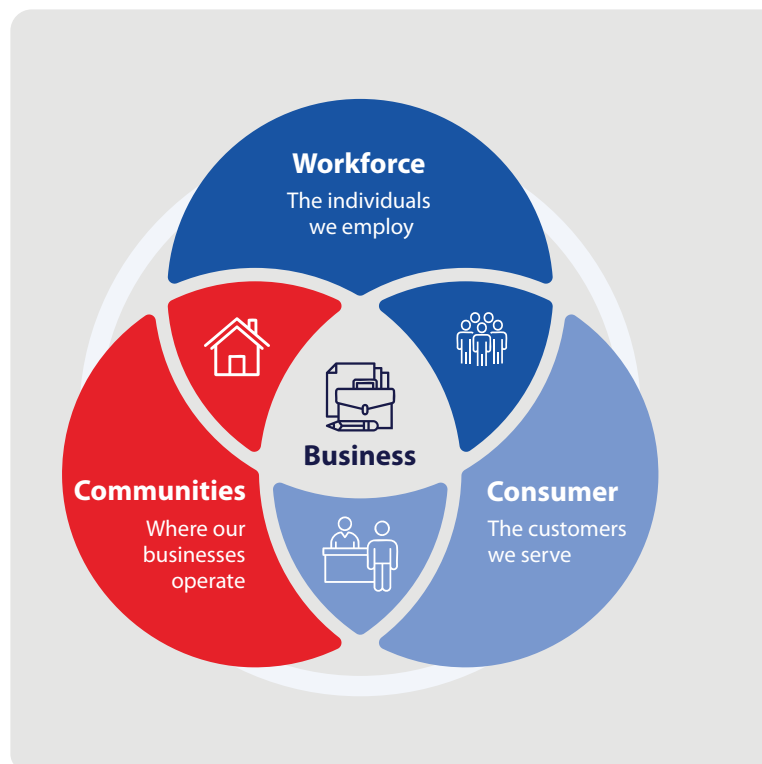 Workforce
The individuals
we employ
Business
Communities
Where our
businesses
operate
Consumer
The customers
we serve